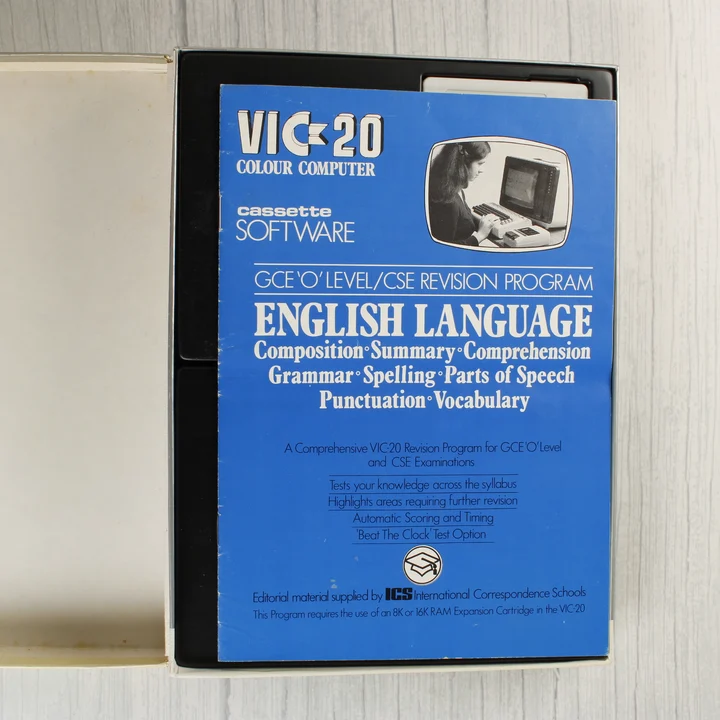 VIC-20
COLOUR COMPUTER
cassette
SOFTWARE
GCE 'O' LEVEL/CSE REVISION PROGRAM
ENGLISH LANGUAGE
Composition◦Summary◦Comprehension
Grammar◦Spelling◦Parts of Speech
Punctuation◦Vocabulary
A Comprehensive VIC-20 Revision Program for GCE 'O' Level
and CSE Examinations
Tests your knowledge across the syllabus
Highlights areas requiring further revision
Automatic Scoring and Timing
'Beat The Clock' Test Option
Editorial material supplied by ICS International Correspondence Schools
This Program requires the use of an 8K or 16K RAM Expansion Cartridge in the VIC-20